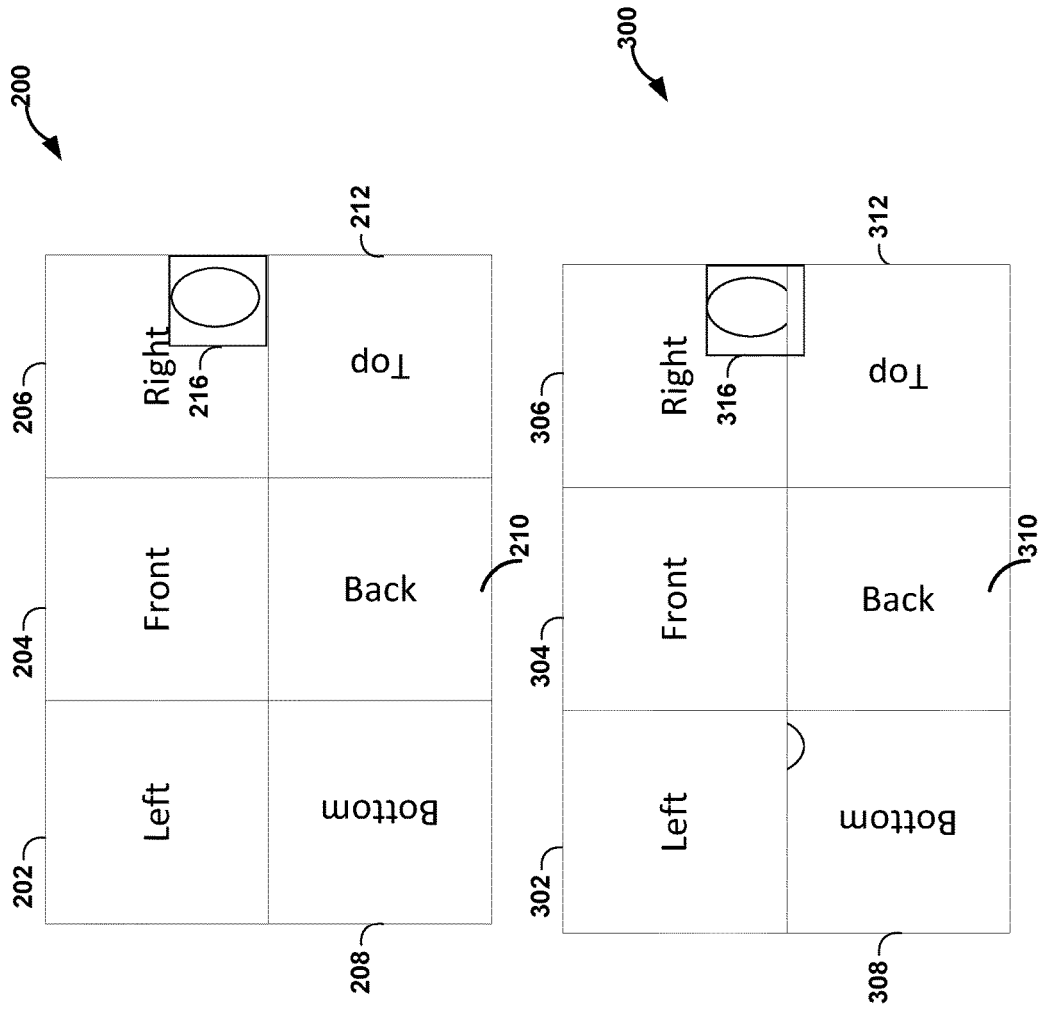 200
206
Right
216
212
Top
204
Front
Back
210
202
Left
Bottom
208
300
306
Right
316
312
Top
304
Front
Back
310
302
Left
Bottom
308